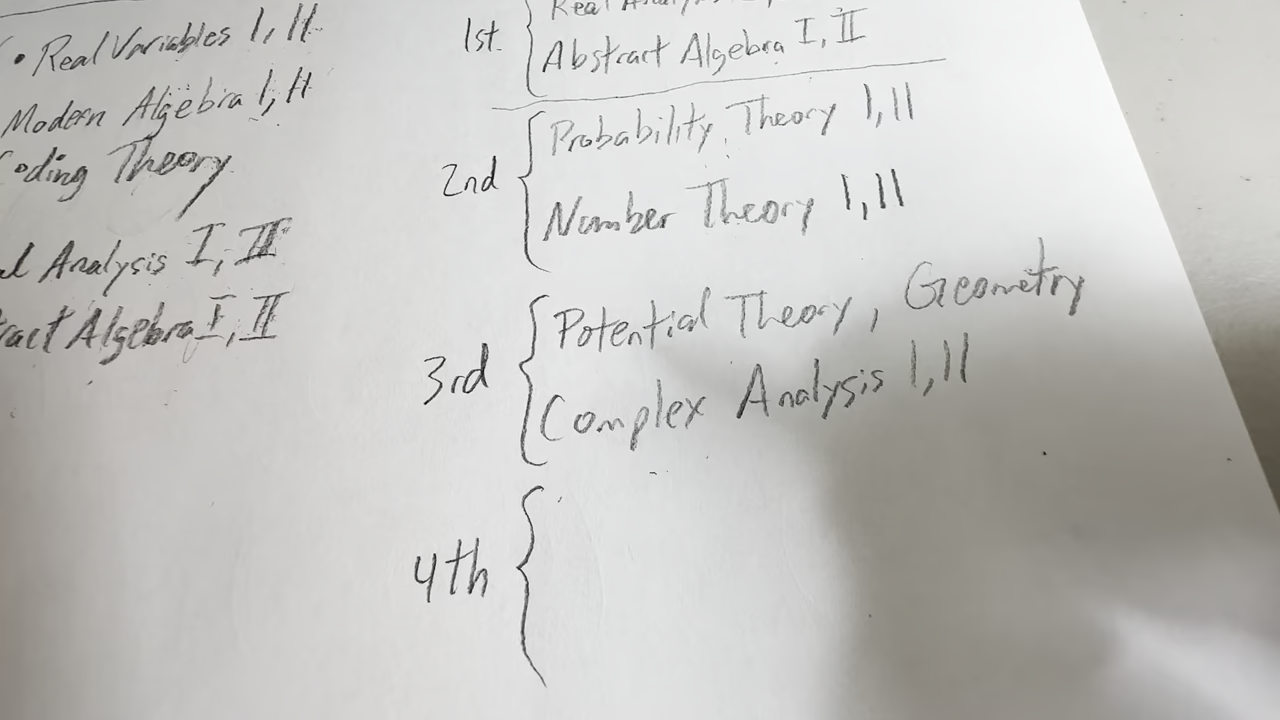 • Real Variables I, II
Modern Algebra I, II
oding Theory
l Analysis I, II
ract Algebra I, II
1st
Abstract Algebra I, II
2nd
Probability Theory I, II
Number Theory I, II
3rd
Potential Theory, Geometry
Complex Analysis I, II
4th